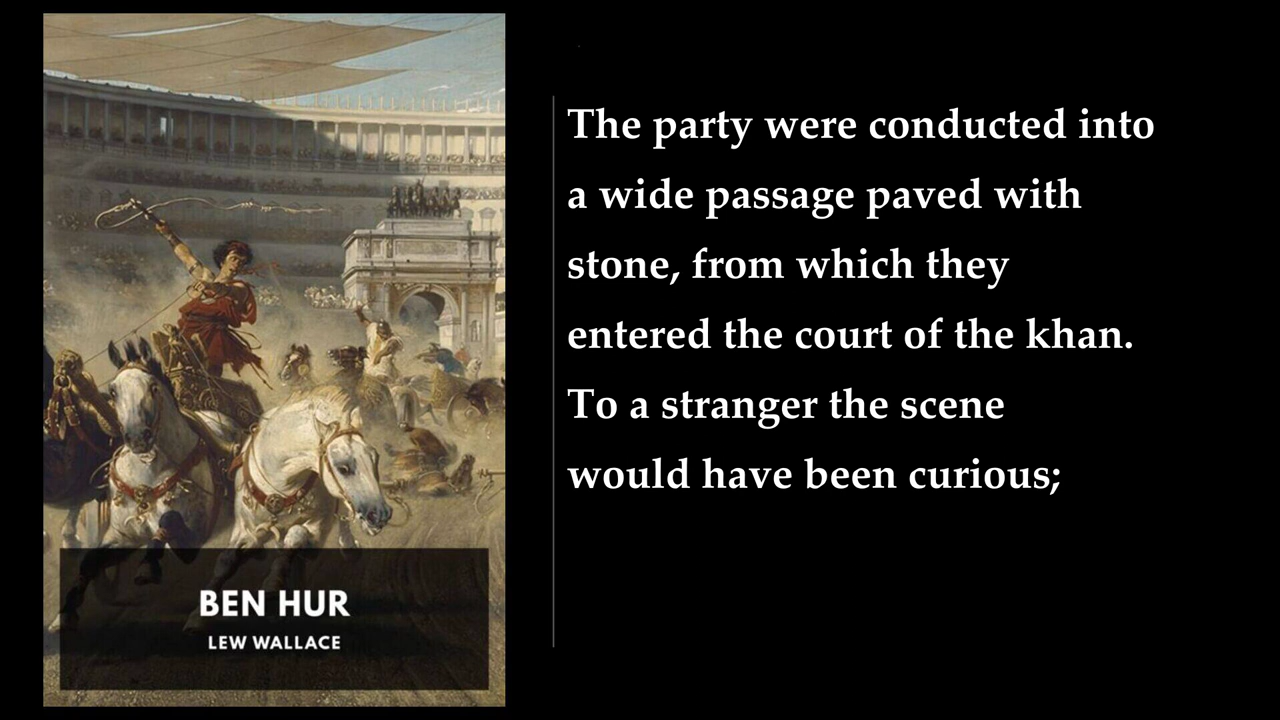 BEN HUR
LEW WALLACE
The party were conducted into
a wide passage paved with
stone, from which they
entered the court of the khan.
To a stranger the scene
would have been curious;